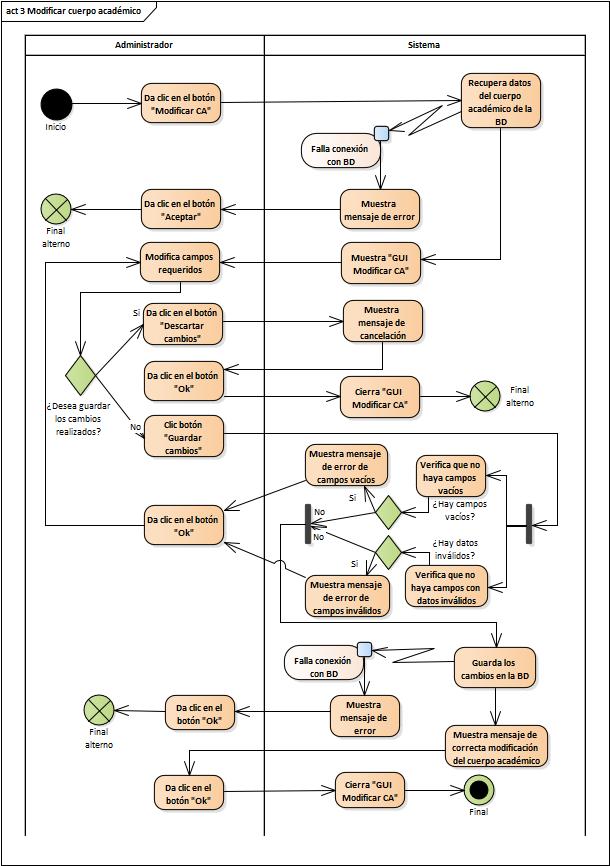 act 3 Modificar cuerpo académico
Administrador
Sistema
Inicio
Da clic en el botón
"Modificar CA"
Recupera datos
del cuerpo
académico de la
BD
Falla conexión
con BD
Final
alterno
Da clic en el botón
"Aceptar"
Muestra
mensaje de error
Modifica campos
requeridos
Muestra "GUI
Modificar CA"
Si
Da clic en el botón
"Descartar
cambios"
Muestra
mensaje de
cancelación
Da clic en el botón
"Ok"
Cierra "GUI
Modificar CA"
Final
alterno
¿Desea guardar
los cambios
realizados?
No
Clic botón
"Guardar
cambios"
Muestra mensaje
de error de
campos vacíos
Verifica que no
haya campos
vacíos
Si
¿Hay campos
vacíos?
No
Da clic en el botón
"Ok"
No
¿Hay datos
inválidos?
Si
Muestra mensaje
de error de
campos inválidos
Verifica que no
haya campos con
datos inválidos
Falla conexión
con BD
Guarda los
cambios en la BD
Final
alterno
Da clic en el
botón "Ok"
Muestra
mensaje de
error
Muestra mensaje de
correcta modificación
del cuerpo académico
Da clic en el
botón "Ok"
Cierra "GUI
Modificar CA"
Final